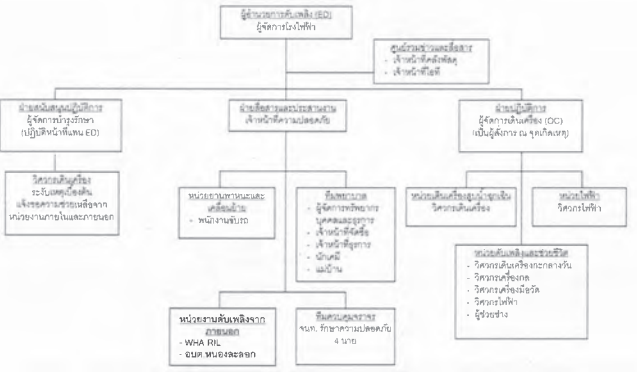 ผู้อำนวยการดับเพลิง (ED)
ผู้จัดการโรงไฟฟ้า
ศูนย์รวมข่าวและสื่อสาร
- เจ้าหน้าที่คลังพัสดุ
- เจ้าหน้าที่ไอที
ฝ่ายสนับสนุนปฏิบัติการ
ผู้จัดการบำรุงรักษา
(ปฏิบัติหน้าที่แทน ED)
ฝ่ายสื่อสารและประสานงาน
เจ้าหน้าที่ความปลอดภัย
ฝ่ายปฏิบัติการ
ผู้จัดการเดินเครื่อง (OC)
(เป็นผู้สั่งการ ณ จุดเกิดเหตุ)
วิศวกรเดินเครื่อง
ระงับเหตุเบื้องต้น
แจ้งขอความช่วยเหลือจาก
หน่วยงานภายในและภายนอก
หน่วยยานพาหนะและ
เคลื่อนย้าย
- พนักงานขับรถ
ทีมพยาบาล
- ผู้จัดการทรัพยากร
บุคคลและธุรการ
- เจ้าหน้าที่จัดซื้อ
- เจ้าหน้าที่ธุรการ
- นักเคมี
- แม่บ้าน
หน่วยเดินเครื่องสูบน้ำฉุกเฉิน
วิศวกรเดินเครื่อง
หน่วยไฟฟ้า
วิศวกรไฟฟ้า
หน่วยดับเพลิงและช่วยชีวิต
- วิศวกรเดินเครื่องกะกลางวัน
- วิศวกรเครื่องกล
- วิศวกรเครื่องมือวัด
- วิศวกรไฟฟ้า
- ผู้ช่วยช่าง
หน่วยงานดับเพลิงจาก
ภายนอก
- WHA RIL
- อบต.หนองละลอก
ทีมควบคุมจราจร
จนท. รักษาความปลอดภัย
4 นาย